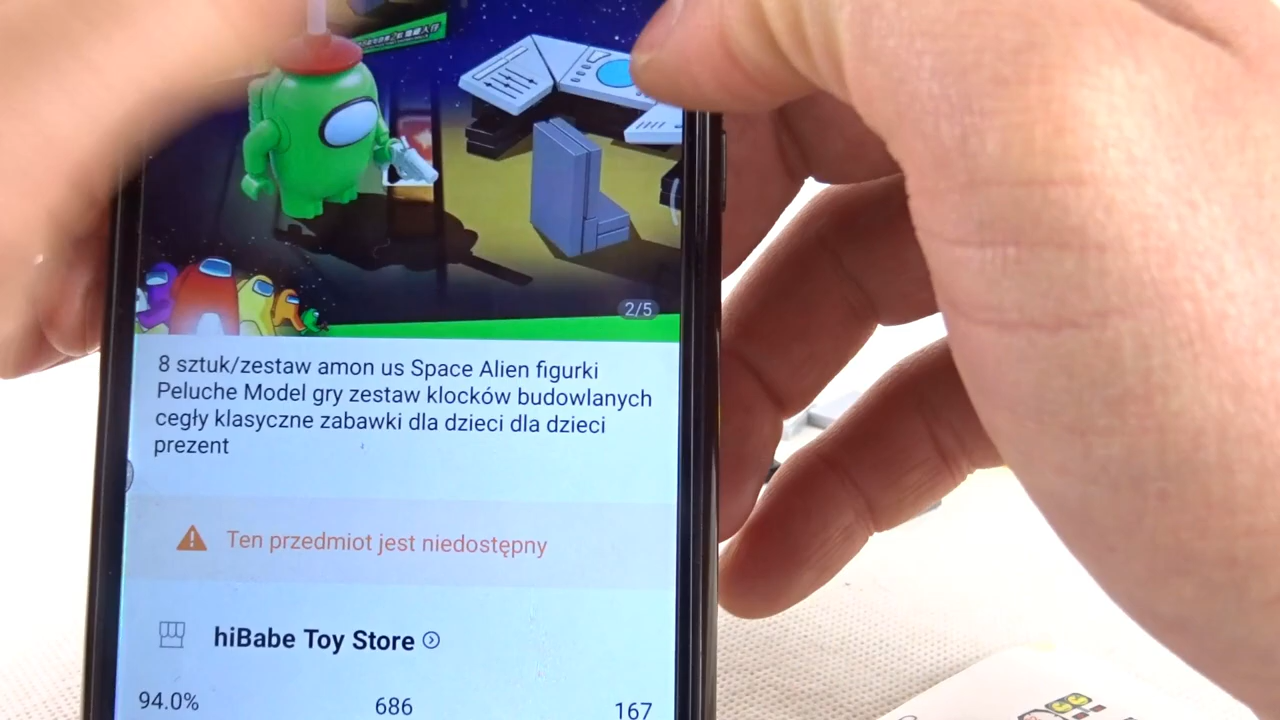 2/5
8 sztuk/zestaw amon us Space Alien figurki
Peluche Model gry zestaw klocków budowlanych
cegły klasyczne zabawki dla dzieci dla dzieci
prezent
Ten przedmiot jest niedostępny
hiBabe Toy Store
94.0% 686 167